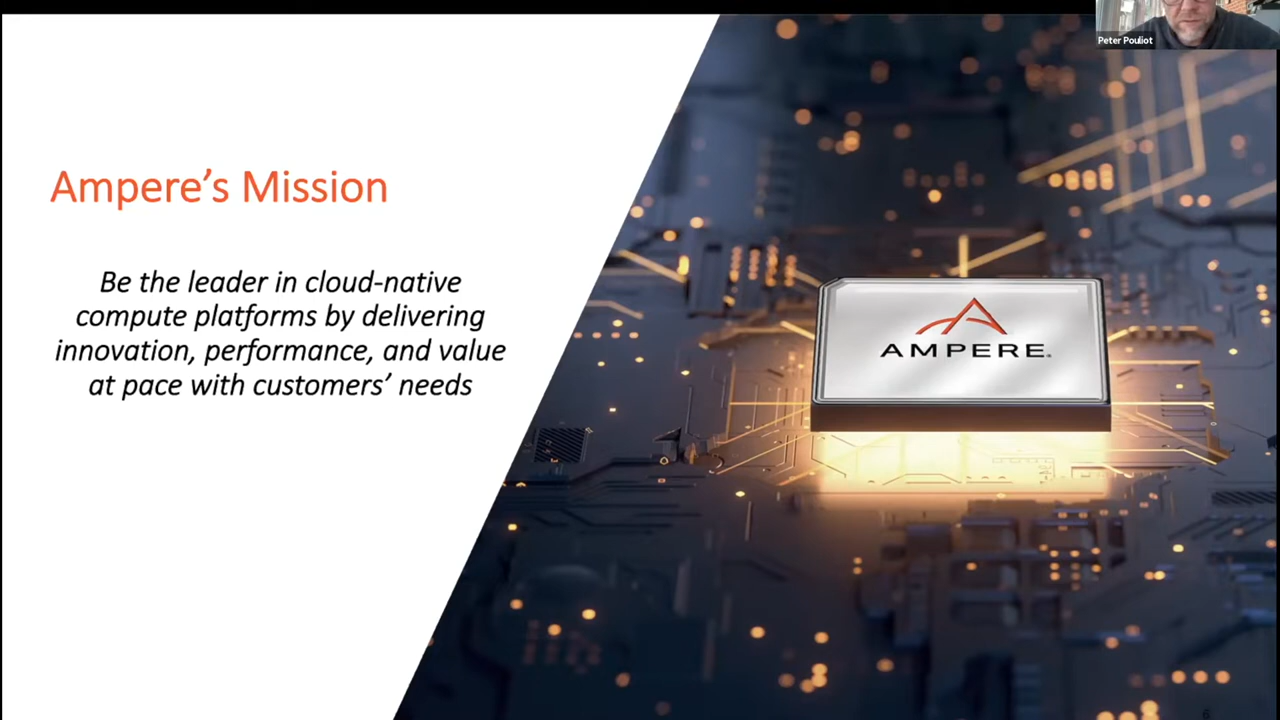 Peter Pouliot
Ampere’s Mission
Be the leader in cloud-native
compute platforms by delivering
innovation, performance, and value
at pace with customers’ needs
AMPERE®
6